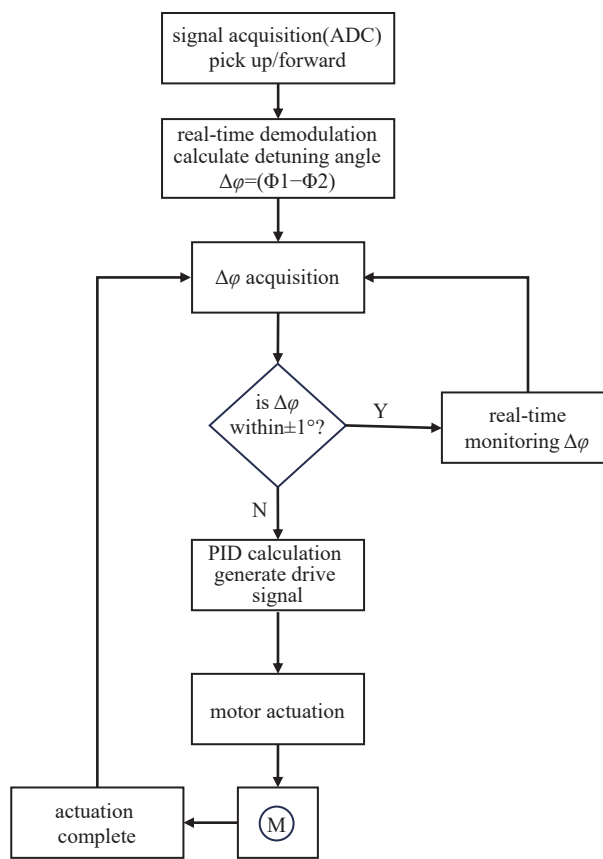 signal acquisition(ADC)
pick up/forward
real-time demodulation
calculate detuning angle
Δφ=(Φ1−Φ2)
Δφ acquisition
is Δφ
within±1°?
Y
real-time
monitoring Δφ
N
PID calculation
generate drive
signal
motor actuation
actuation
complete
M